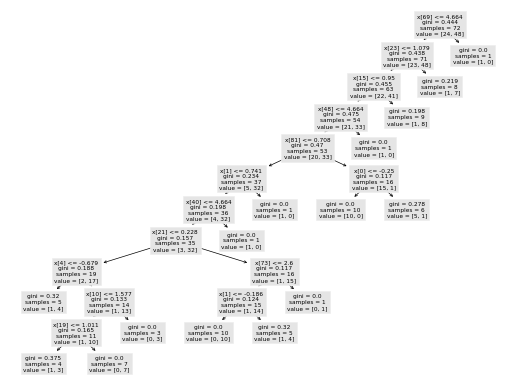 x[69] <= 4.664
gini = 0.444
samples = 72
value = [24, 48]
x[23] <= 1.079
gini = 0.438
samples = 71
value = [23, 48]
gini = 0.0
samples = 1
value = [1, 0]
x[15] <= 0.95
gini = 0.455
samples = 63
value = [22, 41]
gini = 0.219
samples = 8
value = [1, 7]
x[48] <= 4.664
gini = 0.475
samples = 54
value = [21, 33]
gini = 0.198
samples = 9
value = [1, 8]
x[81] <= 0.708
gini = 0.47
samples = 53
value = [20, 33]
gini = 0.0
samples = 1
value = [1, 0]
x[1] <= 0.741
gini = 0.234
samples = 37
value = [5, 32]
x[0] <= -0.25
gini = 0.117
samples = 16
value = [15, 1]
x[40] <= 4.664
gini = 0.198
samples = 36
value = [4, 32]
gini = 0.0
samples = 1
value = [1, 0]
gini = 0.0
samples = 10
value = [10, 0]
gini = 0.278
samples = 6
value = [5, 1]
x[21] <= 0.228
gini = 0.157
samples = 35
value = [3, 32]
gini = 0.0
samples = 1
value = [1, 0]
x[4] <= -0.679
gini = 0.188
samples = 19
value = [2, 17]
x[73] <= 2.6
gini = 0.117
samples = 16
value = [1, 15]
gini = 0.32
samples = 5
value = [1, 4]
x[10] <= 1.577
gini = 0.133
samples = 14
value = [1, 13]
x[1] <= -0.186
gini = 0.124
samples = 15
value = [1, 14]
gini = 0.0
samples = 1
value = [0, 1]
x[19] <= 1.011
gini = 0.165
samples = 11
value = [1, 10]
gini = 0.0
samples = 3
value = [0, 3]
gini = 0.0
samples = 10
value = [0, 10]
gini = 0.32
samples = 5
value = [1, 4]
gini = 0.375
samples = 4
value = [1, 3]
gini = 0.0
samples = 7
value = [0, 7]